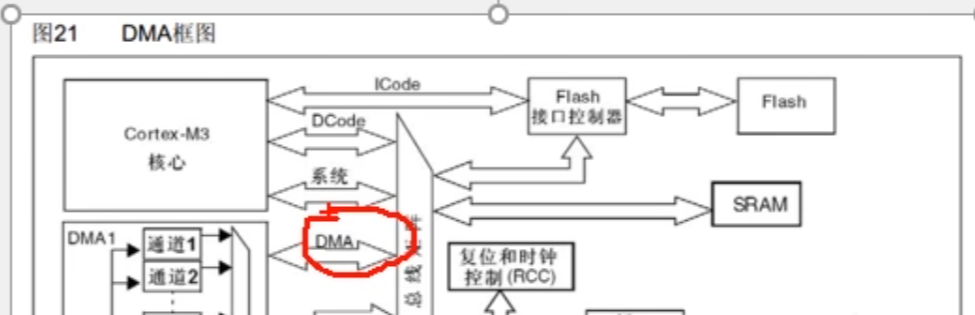 图21 DMA框图
ICode
Cortex-M3
核心
DCode
系统
Flash
接口控制器
Flash
SRAM
DMA1
通道1
通道2
DMA
总线矩阵
复位和时钟
控制(RCC)